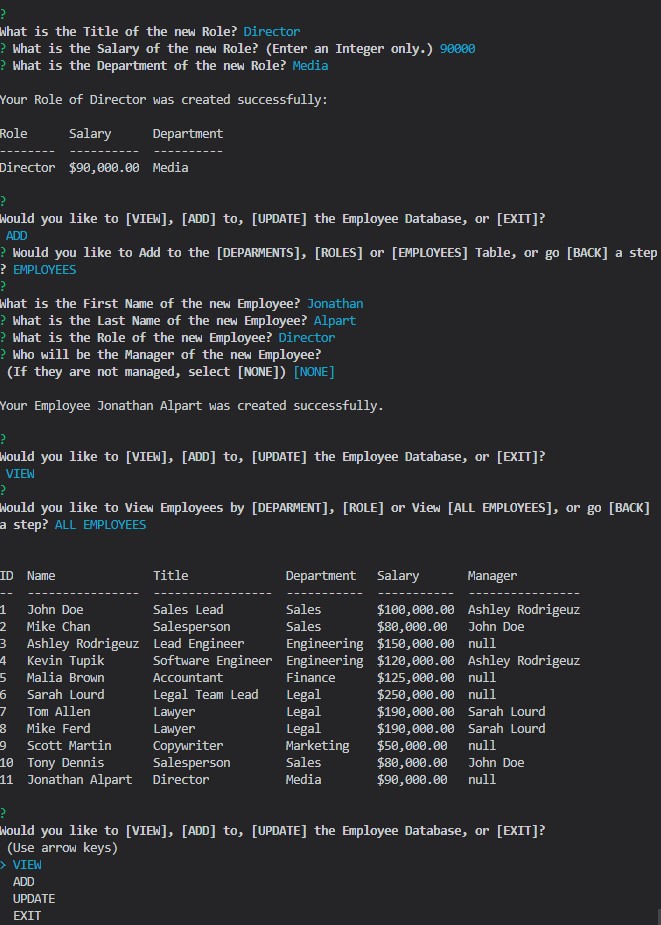 ?
What is the Title of the new Role? Director
? What is the Salary of the new Role? (Enter an Integer only.) 90000
? What is the Department of the new Role? Media
Your Role of Director was created successfully:
Role      Salary      Department
--------  ----------  ----------
Director  $90,000.00  Media
?
Would you like to [VIEW], [ADD] to, [UPDATE] the Employee Database, or [EXIT]?
ADD
? Would you like to Add to the [DEPARMENTS], [ROLES] or [EMPLOYEES] Table, or go [BACK] a step
? EMPLOYEES
?
What is the First Name of the new Employee? Jonathan
? What is the Last Name of the new Employee? Alpart
? What is the Role of the new Employee? Director
? Who will be the Manager of the new Employee?
(If they are not managed, select [NONE]) [NONE]
Your Employee Jonathan Alpart was created successfully.
?
Would you like to [VIEW], [ADD] to, [UPDATE] the Employee Database, or [EXIT]?
VIEW
?
Would you like to View Employees by [DEPARMENT], [ROLE] or View [ALL EMPLOYEES], or go [BACK]
a step? ALL EMPLOYEES
ID  Name              Title              Department   Salary       Manager
--  ----------------  -----------------  -----------  -----------  ----------------
1   John Doe          Sales Lead         Sales        $100,000.00  Ashley Rodrigeuz
2   Mike Chan         Salesperson        Sales        $80,000.00   John Doe
3   Ashley Rodrigeuz  Lead Engineer      Engineering  $150,000.00  null
4   Kevin Tupik       Software Engineer  Engineering  $120,000.00  Ashley Rodrigeuz
5   Malia Brown       Accountant         Finance      $125,000.00  null
6   Sarah Lourd       Legal Team Lead    Legal        $250,000.00  null
7   Tom Allen         Lawyer             Legal        $190,000.00  Sarah Lourd
8   Mike Ferd         Lawyer             Legal        $190,000.00  Sarah Lourd
9   Scott Martin      Copywriter         Marketing    $50,000.00   null
10  Tony Dennis       Salesperson        Sales        $80,000.00   John Doe
11  Jonathan Alpart   Director           Media        $90,000.00   null
?
Would you like to [VIEW], [ADD] to, [UPDATE] the Employee Database, or [EXIT]?
(Use arrow keys)
> VIEW
ADD
UPDATE
EXIT